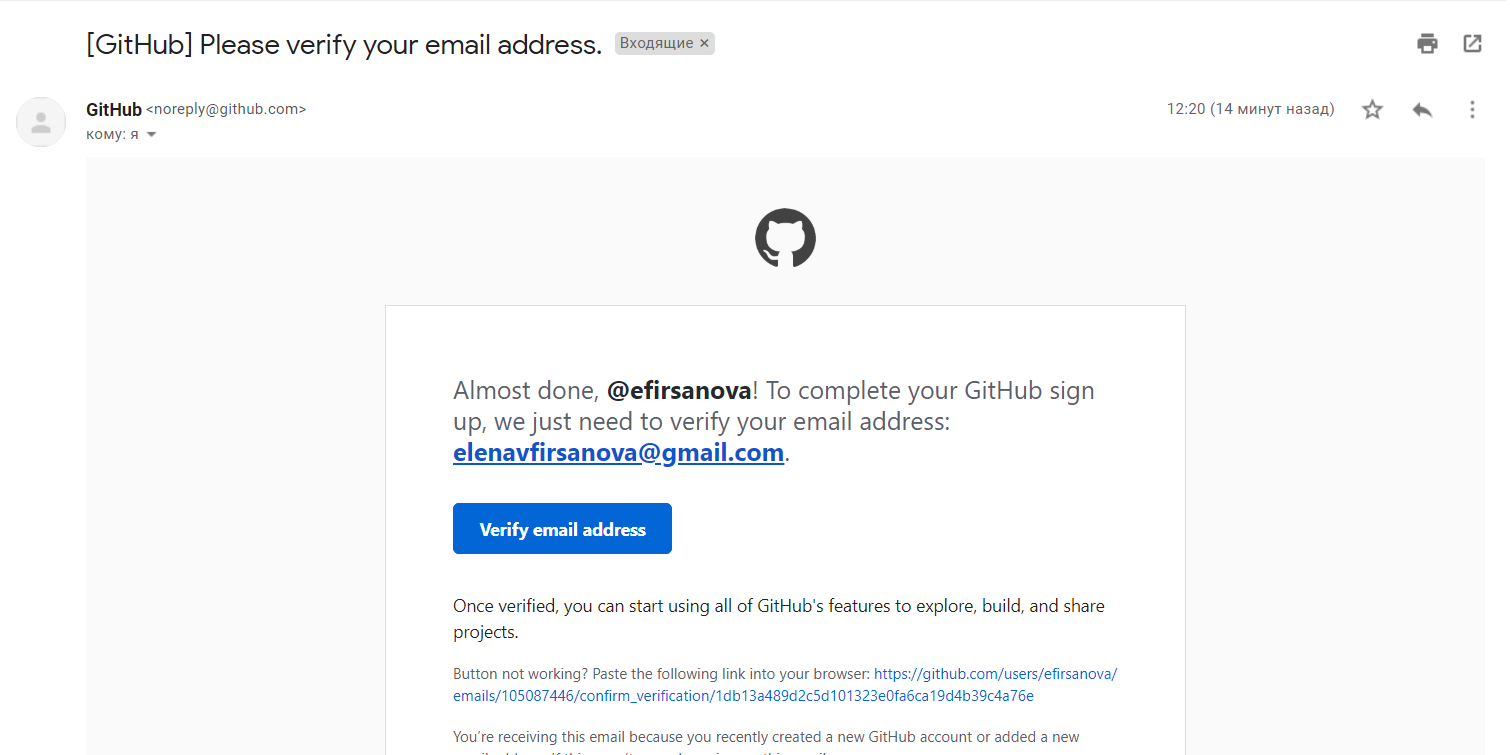 [GitHub] Please verify your email address. Входящие ×
GitHub <noreply@github.com> 12:20 (14 минут назад)
кому: я
Almost done, @efirsanova! To complete your GitHub sign
up, we just need to verify your email address:
elenavfirsanova@gmail.com.
Verify email address
Once verified, you can start using all of GitHub's features to explore, build, and share
projects.
Button not working? Paste the following link into your browser: https://github.com/users/efirsanova/
emails/105087446/confirm_verification/1db13a489d2c5d101323e0fa6ca19d4b39c4a76e
You're receiving this email because you recently created a new GitHub account or added a new